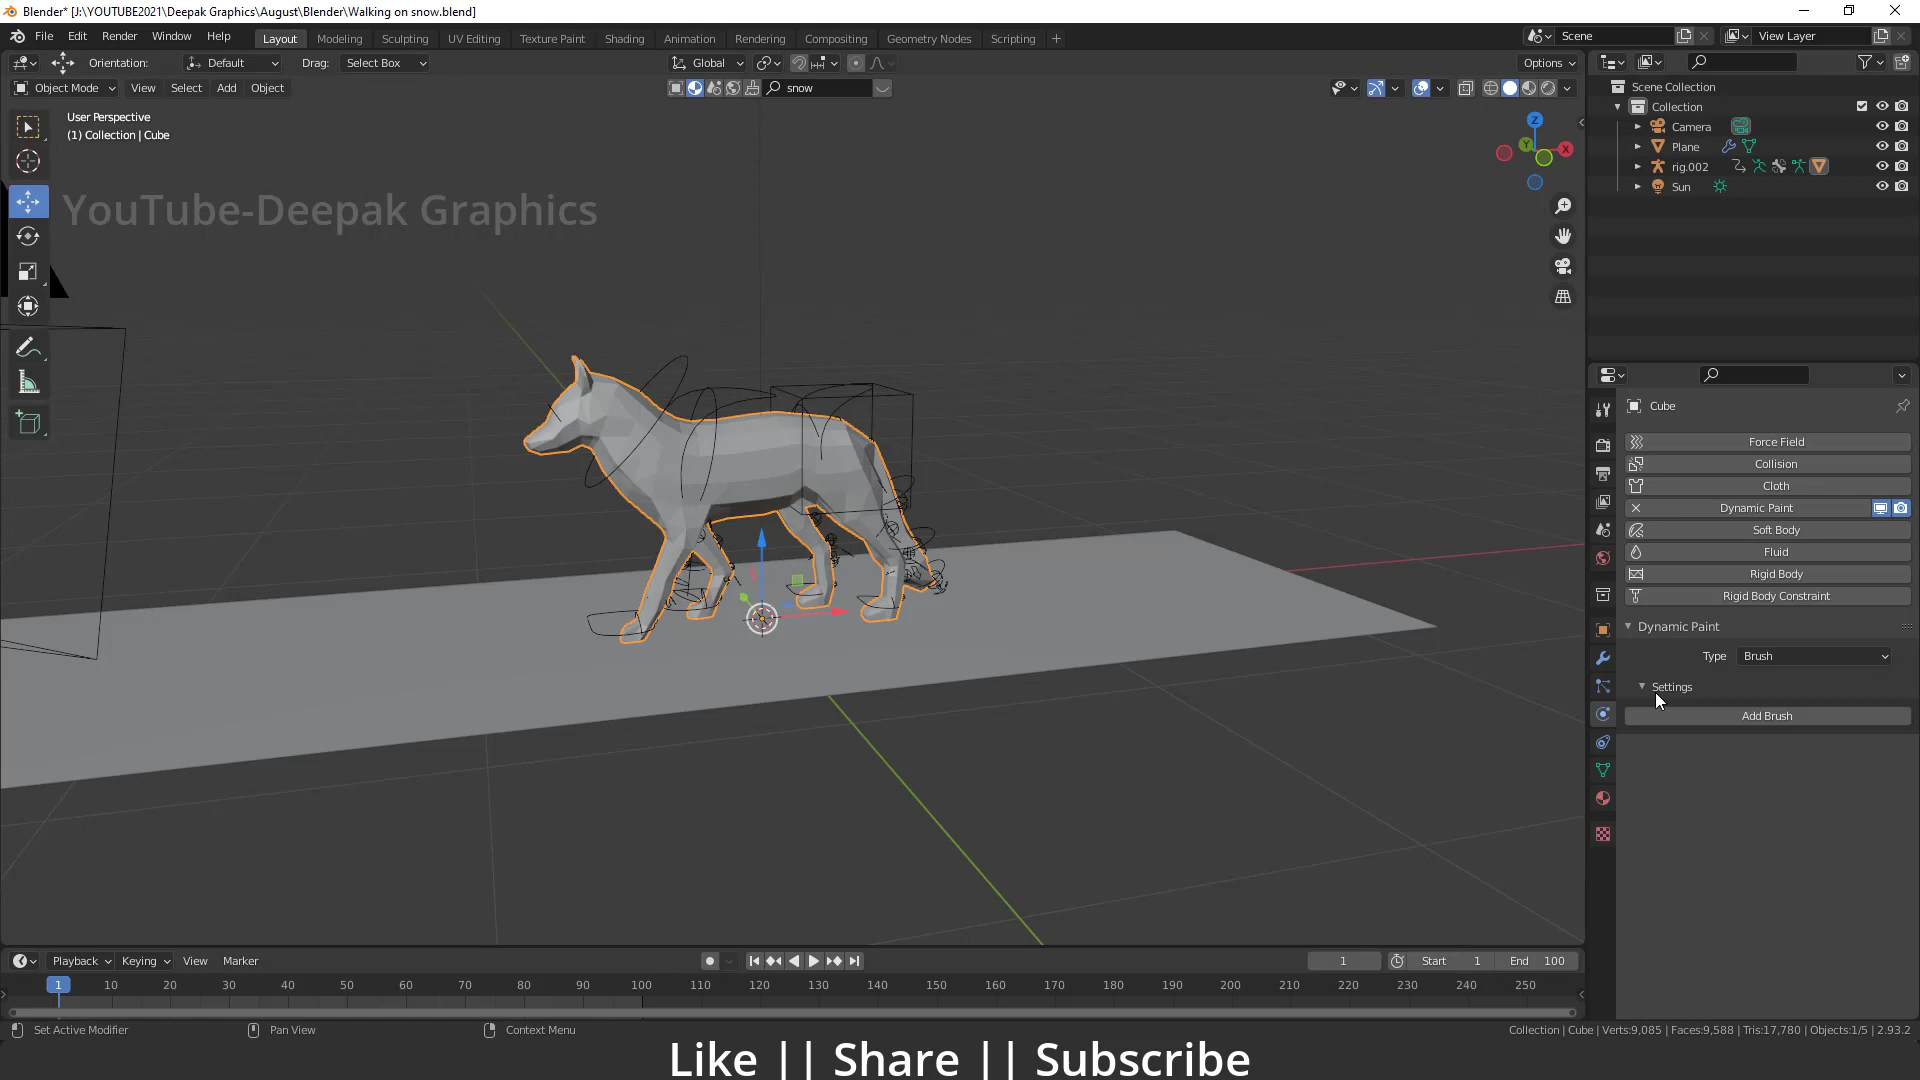 Blender* [J:\YOUTUBE2021\Deepak Graphics\August\Blender\Walking on snow.blend]
File Edit Render Window Help
Layout Modeling Sculpting UV Editing Texture Paint Shading Animation Rendering Compositing Geometry Nodes Scripting +
Scene
View Layer
Orientation: Default Drag: Select Box Global Options
Object Mode View Select Add Object snow
User Perspective
(1) Collection | Cube
YouTube-Deepak Graphics
Z
Y
X
Scene Collection
Collection
Camera
Plane
rig.002
Sun
Cube
Force Field
Collision
Cloth
Dynamic Paint
Soft Body
Fluid
Rigid Body
Rigid Body Constraint
Dynamic Paint
Type Brush
Settings
Add Brush
Playback Keying View Marker 1 Start 1 End 100
1 10 20 30 40 50 60 70 80 90 100 110 120 130 140 150 160 170 180 190 200 210 220 230 240 250
Set Active Modifier Pan View Context Menu Collection | Cube | Verts:9,085 | Faces:9,588 | Tris:17,780 | Objects:1/5 | 2.93.2
Like || Share || Subscribe